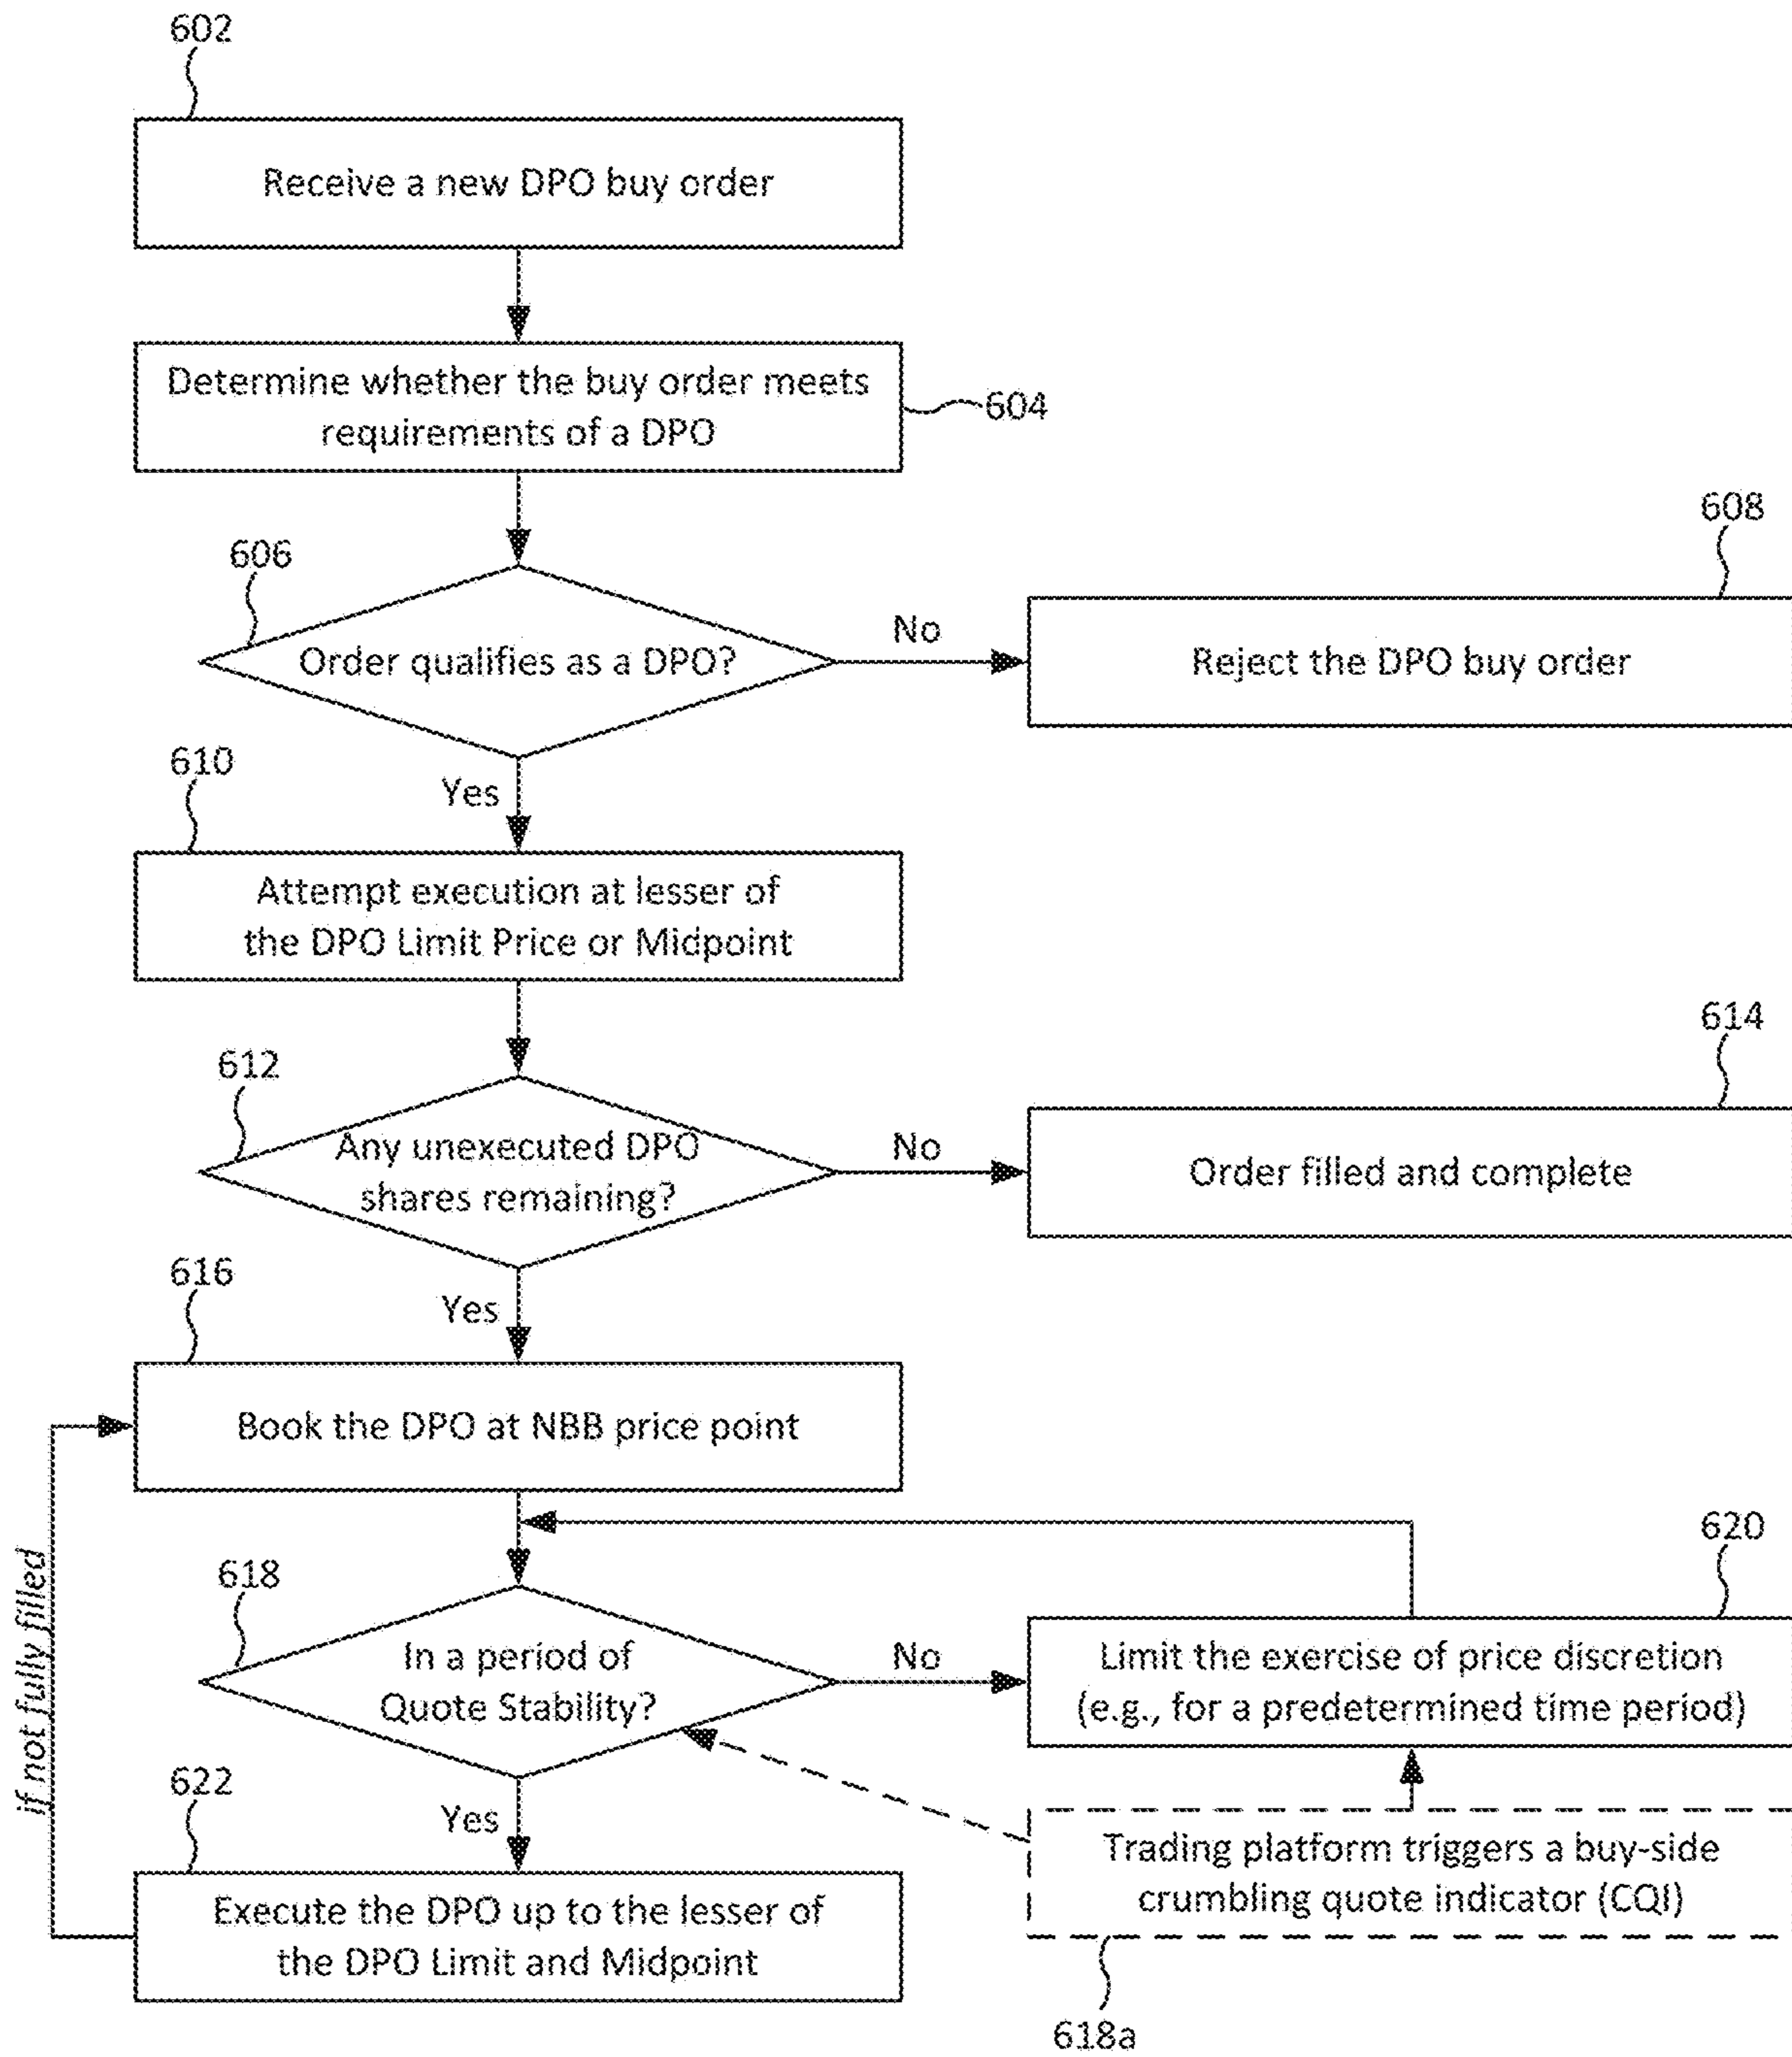 602
Receive a new DPO buy order
Determine whether the buy order meets
requirements of a DPO
604
606
Order qualifies as a DPO?
No
608
Reject the DPO buy order
Yes
610
Attempt execution at lesser of
the DPO Limit Price or Midpoint
612
Any unexecuted DPO
shares remaining?
No
614
Order filled and complete
Yes
616
Book the DPO at NBB price point
618
In a period of
Quote Stability?
No
620
Limit the exercise of price discretion
(e.g., for a predetermined time period)
if not fully filled
Yes
622
Execute the DPO up to the lesser of
the DPO Limit and Midpoint
Trading platform triggers a buy-side
crumbling quote indicator (CQI)
618a